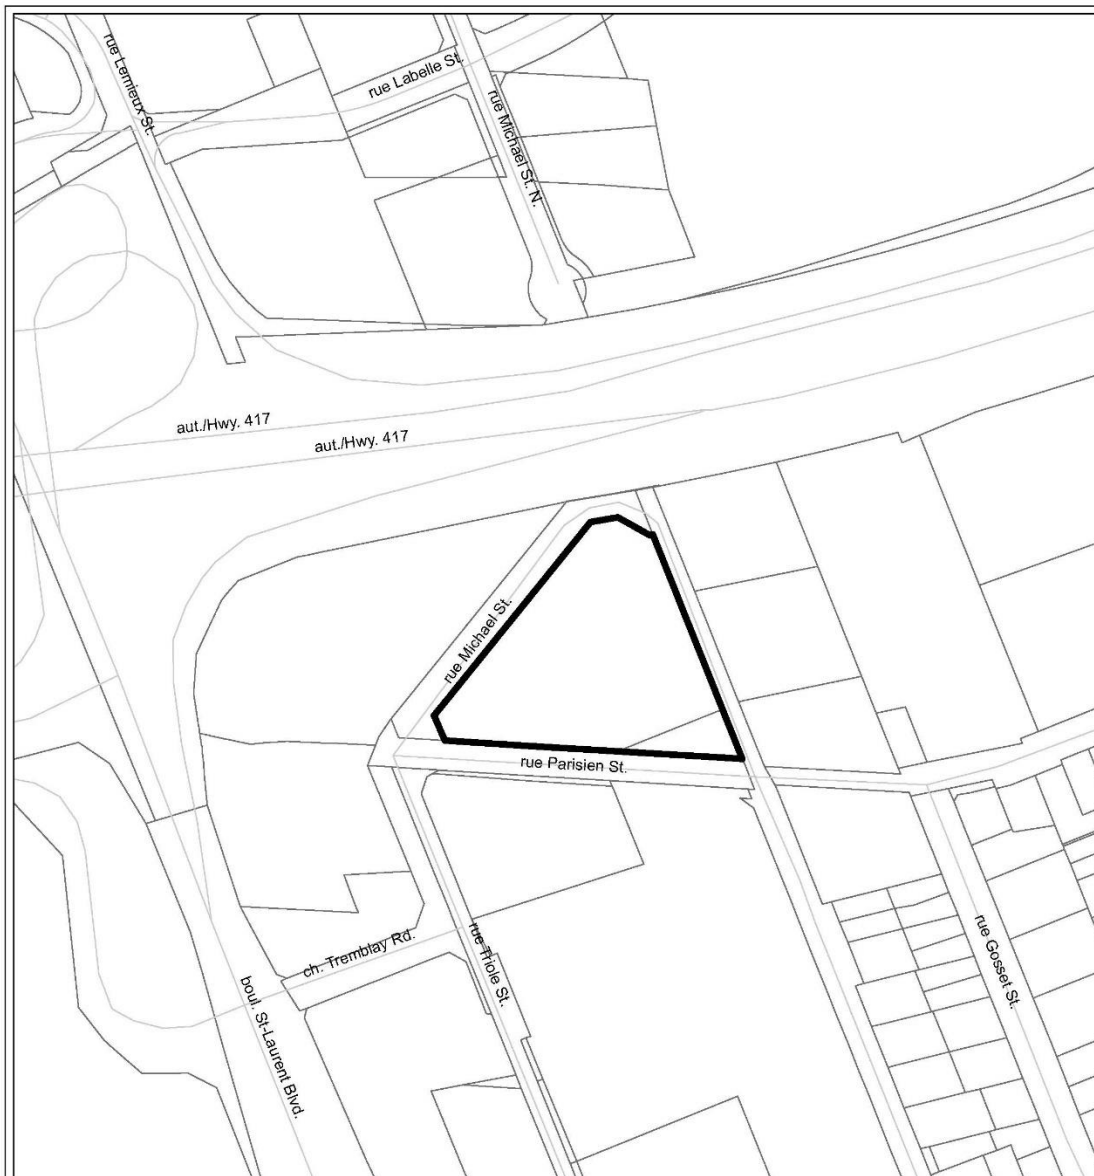 rue Lemieux St.
rue Labelle St.
rue Michael St. N.
aut./Hwy. 417
aut./Hwy. 417
rue Michael St.
rue Parisien St.
ch. Tremblay Rd.
rue Triole St.
rue Gosset St.
boul. St-Laurent Blvd.